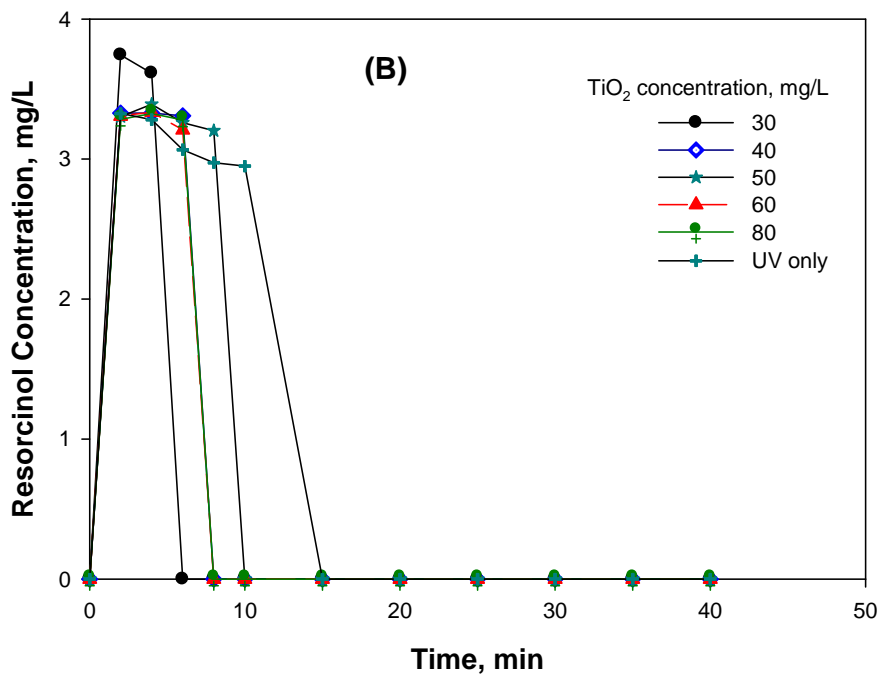 (B)
TiO2 concentration, mg/L
30
40
50
60
80
UV only
Resorcinol Concentration, mg/L
4
3
2
1
0
0 10 20 30 40 50
Time, min